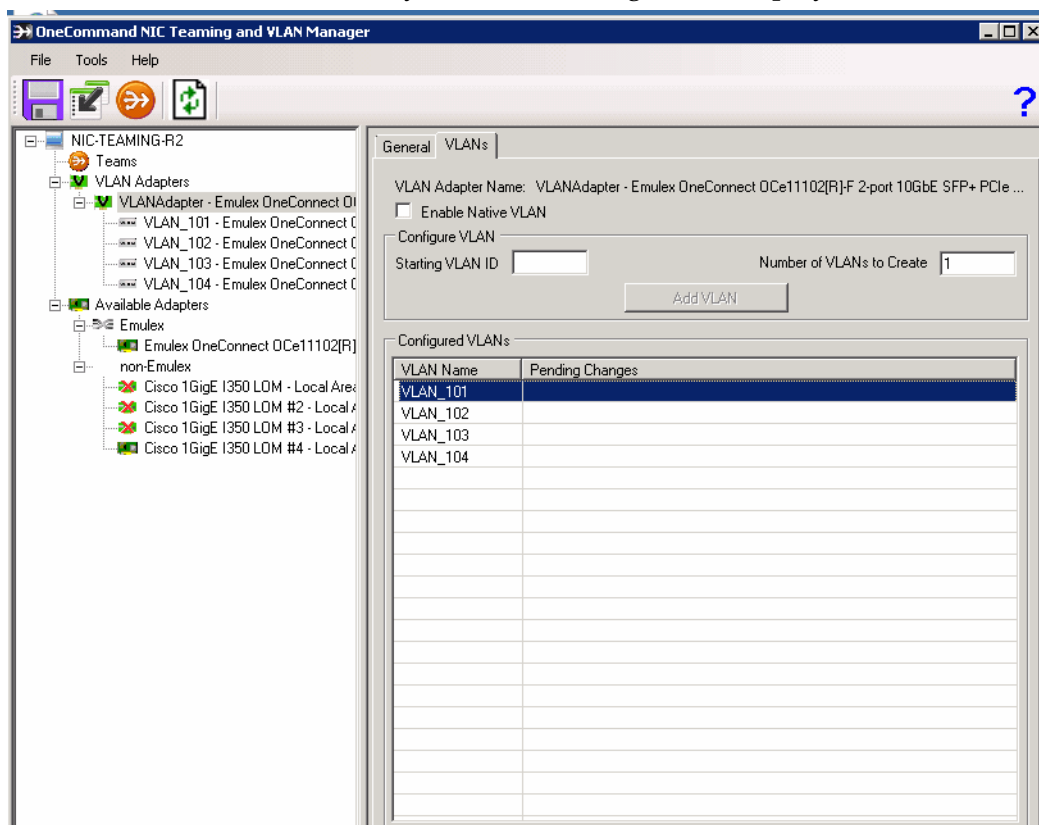 OneCommand NIC Teaming and VLAN Manager
File Tools Help
?
NIC-TEAMING-R2
Teams
VLAN Adapters
VLANAdapter - Emulex OneConnect
VLAN_101 - Emulex OneConnect
VLAN_102 - Emulex OneConnect
VLAN_103 - Emulex OneConnect
VLAN_104 - Emulex OneConnect
Available Adapters
Emulex
Emulex OneConnect OCe11102[R]
non-Emulex
Cisco 1GigE I350 LOM - Local Area
Cisco 1GigE I350 LOM #2 - Local
Cisco 1GigE I350 LOM #3 - Local
Cisco 1GigE I350 LOM #4 - Local
General VLANs
VLAN Adapter Name: VLANAdapter - Emulex OneConnect OCe11102[R]-F 2-port 10GbE SFP+ PCIe ...
Enable Native VLAN
Configure VLAN
Starting VLAN ID Number of VLANs to Create 1
Add VLAN
Configured VLANs
VLAN Name Pending Changes
VLAN_101
VLAN_102
VLAN_103
VLAN_104